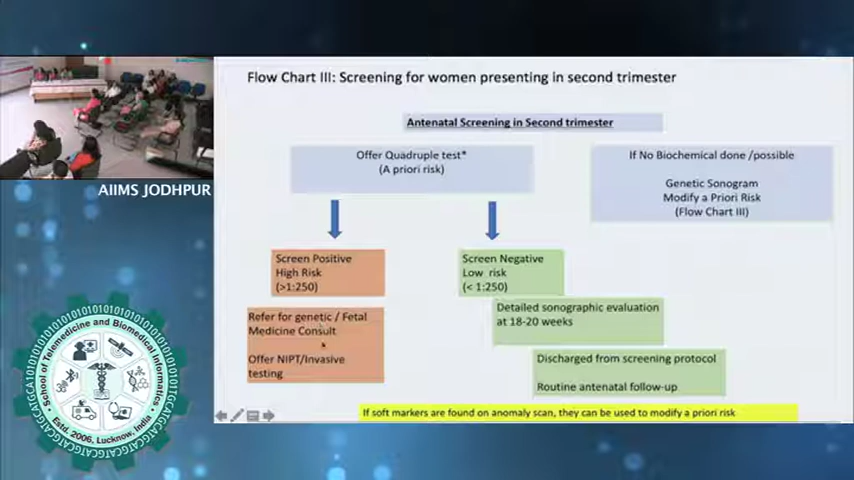 Flow Chart III: Screening for women presenting in second trimester
Antenatal Screening in Second trimester
Offer Quadruple test*
(A priori risk)
If No Biochemical done /possible
Genetic Sonogram
Modify a Priori Risk
(Flow Chart III)
AIIMS JODHPUR
Screen Positive
High Risk
(>1:250)
Screen Negative
Low risk
(< 1:250)
Refer for genetic / Fetal
Medicine Consult
Offer NIPT/Invasive
testing
Detailed sonographic evaluation
at 18-20 weeks
Discharged from screening protocol
Routine antenatal follow-up
If soft markers are found on anomaly scan, they can be used to modify a priori risk
School of Telemedicine and Biomedical Informatics
Estd. 2006, Lucknow, India